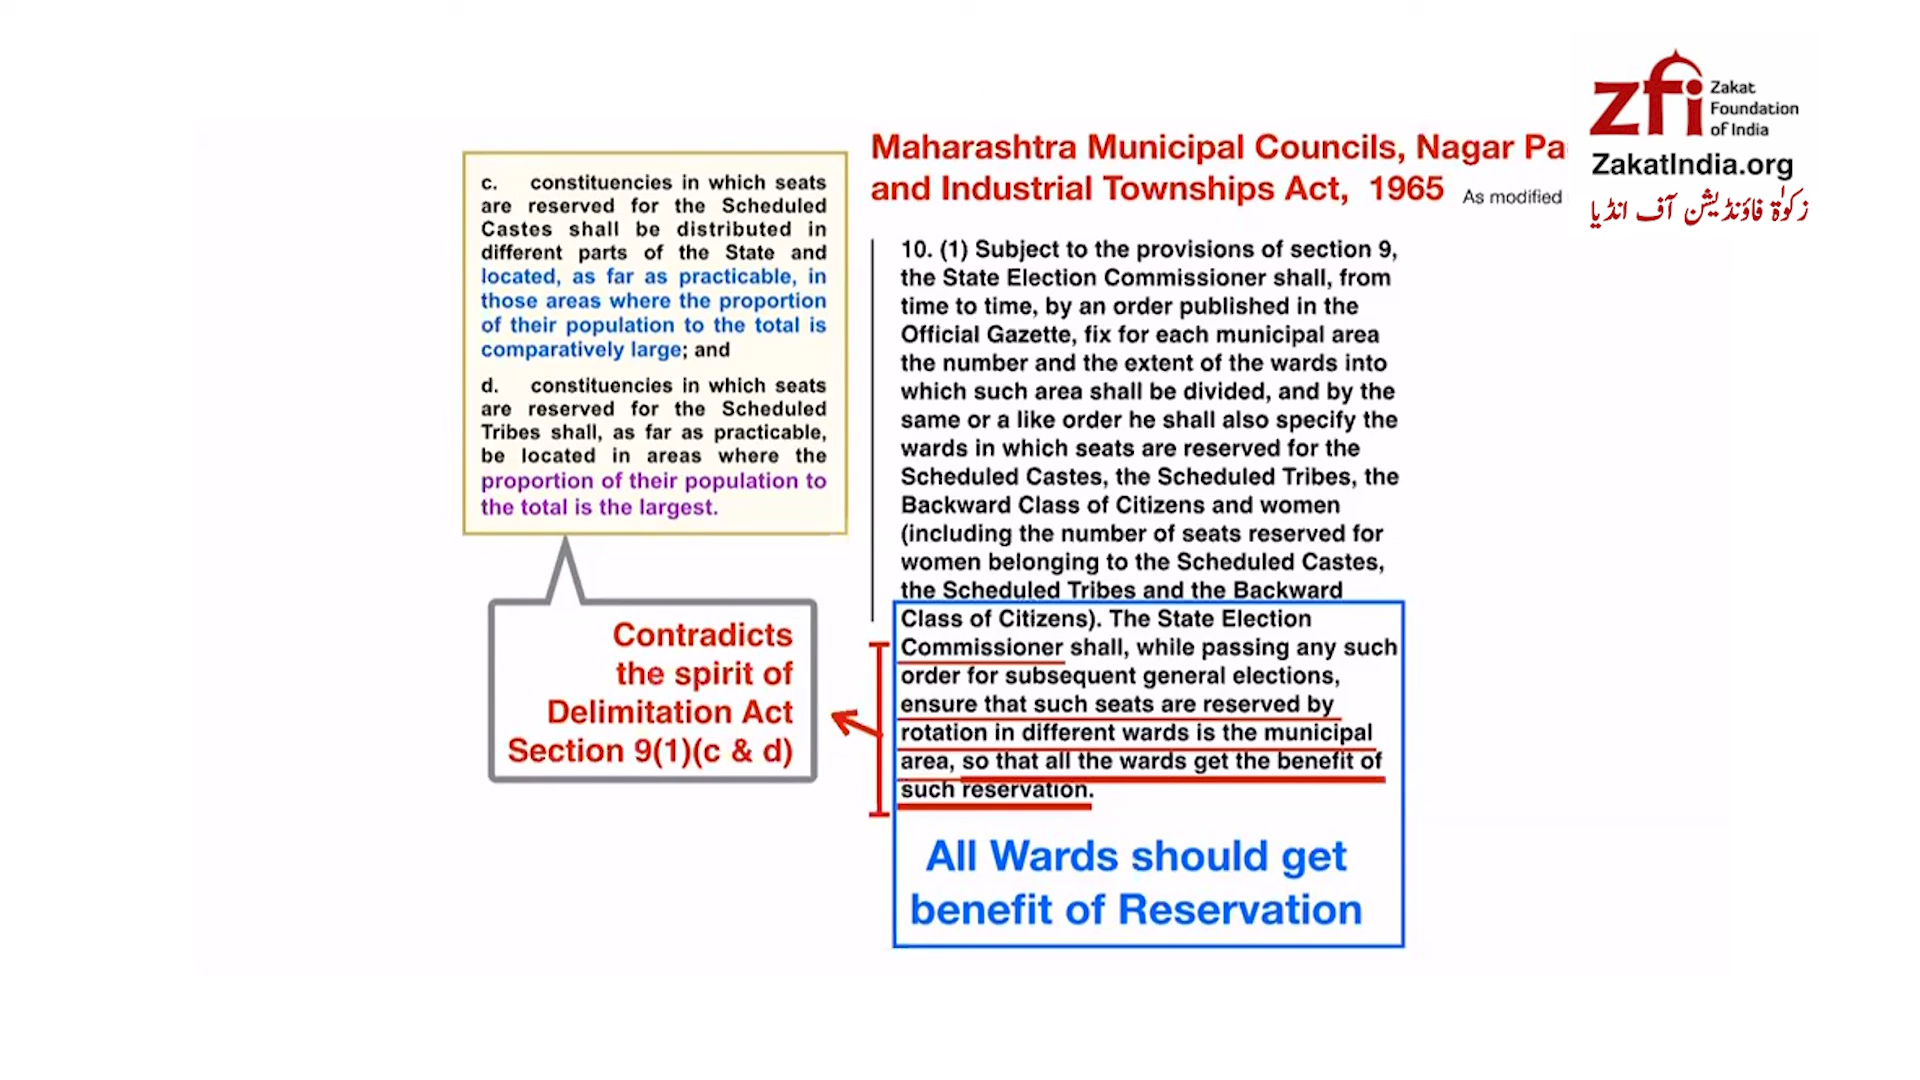 zfi
Zakat
Foundation
of India
ZakatIndia.org
زکوٰۃ فاؤنڈیشن آف انڈیا
Maharashtra Municipal Councils, Nagar Pa
and Industrial Townships Act, 1965 As modified
c. constituencies in which seats
are reserved for the Scheduled
Castes shall be distributed in
different parts of the State and
located, as far as practicable, in
those areas where the proportion
of their population to the total is
comparatively large; and
d. constituencies in which seats
are reserved for the Scheduled
Tribes shall, as far as practicable,
be located in areas where the
proportion of their population to
the total is the largest.
Contradicts
the spirit of
Delimitation Act
Section 9(1)(c & d)
10. (1) Subject to the provisions of section 9,
the State Election Commissioner shall, from
time to time, by an order published in the
Official Gazette, fix for each municipal area
the number and the extent of the wards into
which such area shall be divided, and by the
same or a like order he shall also specify the
wards in which seats are reserved for the
Scheduled Castes, the Scheduled Tribes, the
Backward Class of Citizens and women
(including the number of seats reserved for
women belonging to the Scheduled Castes,
the Scheduled Tribes and the Backward
Class of Citizens). The State Election
Commissioner shall, while passing any such
order for subsequent general elections,
ensure that such seats are reserved by
rotation in different wards is the municipal
area, so that all the wards get the benefit of
such reservation.
All Wards should get
benefit of Reservation